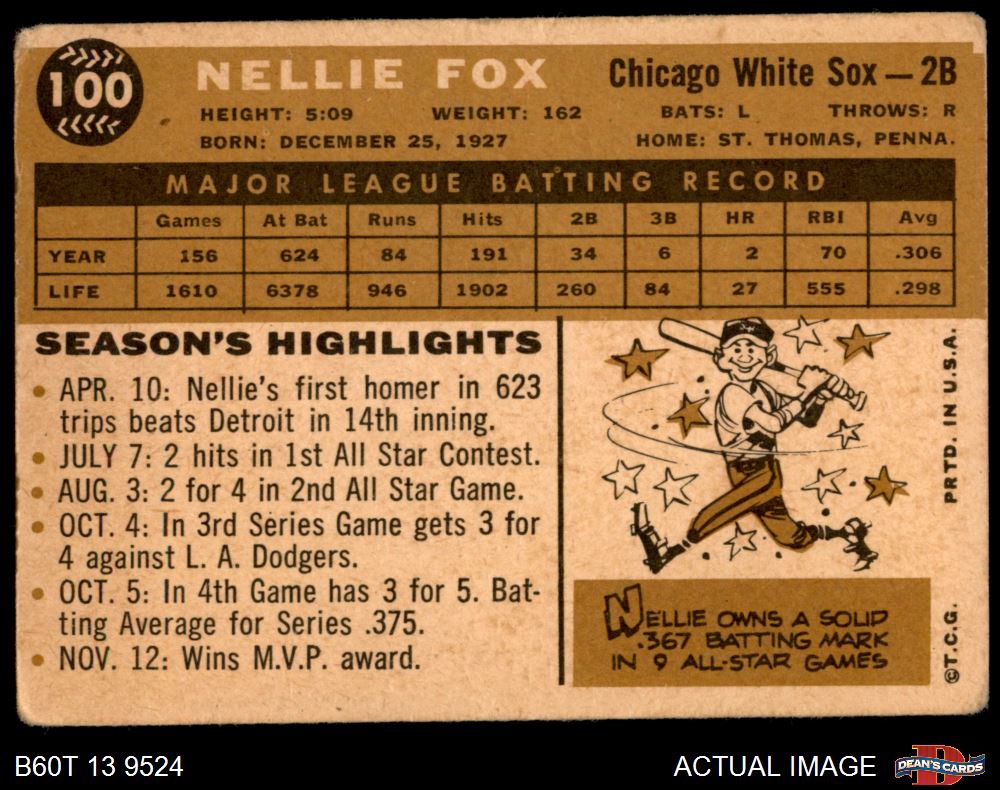 100
NELLIE FOX
Chicago White Sox — 2B
HEIGHT: 5:09 WEIGHT: 162 BATS: L THROWS: R
BORN: DECEMBER 25, 1927 HOME: ST. THOMAS, PENNA.
MAJOR LEAGUE BATTING RECORD
Games At Bat Runs Hits 2B 3B HR RBI Avg
YEAR 156 624 84 191 34 6 2 70 .306
LIFE 1610 6378 946 1902 260 84 27 555 .298
SEASON'S HIGHLIGHTS
• APR. 10: Nellie's first homer in 623
trips beats Detroit in 14th inning.
• JULY 7: 2 hits in 1st All Star Contest.
• AUG. 3: 2 for 4 in 2nd All Star Game.
• OCT. 4: In 3rd Series Game gets 3 for
4 against L. A. Dodgers.
• OCT. 5: In 4th Game has 3 for 5. Bat-
ting Average for Series .375.
• NOV. 12: Wins M.V.P. award.
NELLIE OWNS A SOLID
.367 BATTING MARK
IN 9 ALL-STAR GAMES
©T.C.G. PRTD. IN U.S.A.
B60T 13 9524
ACTUAL IMAGE
DEAN'S CARDS